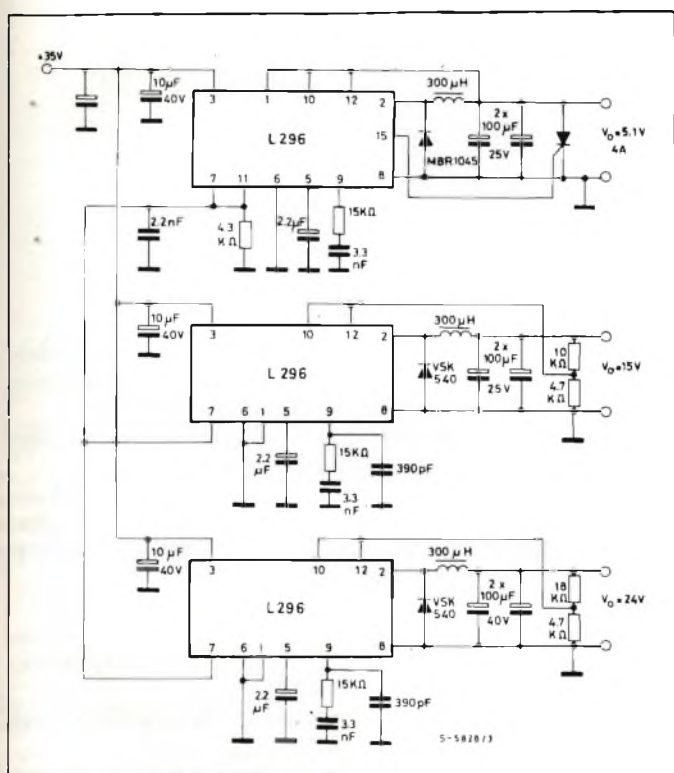 +35V
10µF
40V
3
1
10
12
2
15
8
L296
7
11
6
5
9
300µH
MBR1045
2x
100µF
25V
V₀=5.1V
4A
2.2nF
4.3
KΩ
2.2µF
15KΩ
3.3
nF
10µF
40V
3
10
12
2
8
L296
7
6
1
5
9
300µH
VSK
540
2x
100µF
25V
10
KΩ
4.7
KΩ
V₀=15V
2.2
µF
15KΩ
3.3
nF
390pF
10µF
40V
3
10
12
2
8
L296
7
6
1
5
9
300µH
VSK
540
2x
100µF
40V
18
KΩ
4.7
KΩ
V₀=24V
2.2
µF
15KΩ
3.3
nF
390pF
S-5828/3